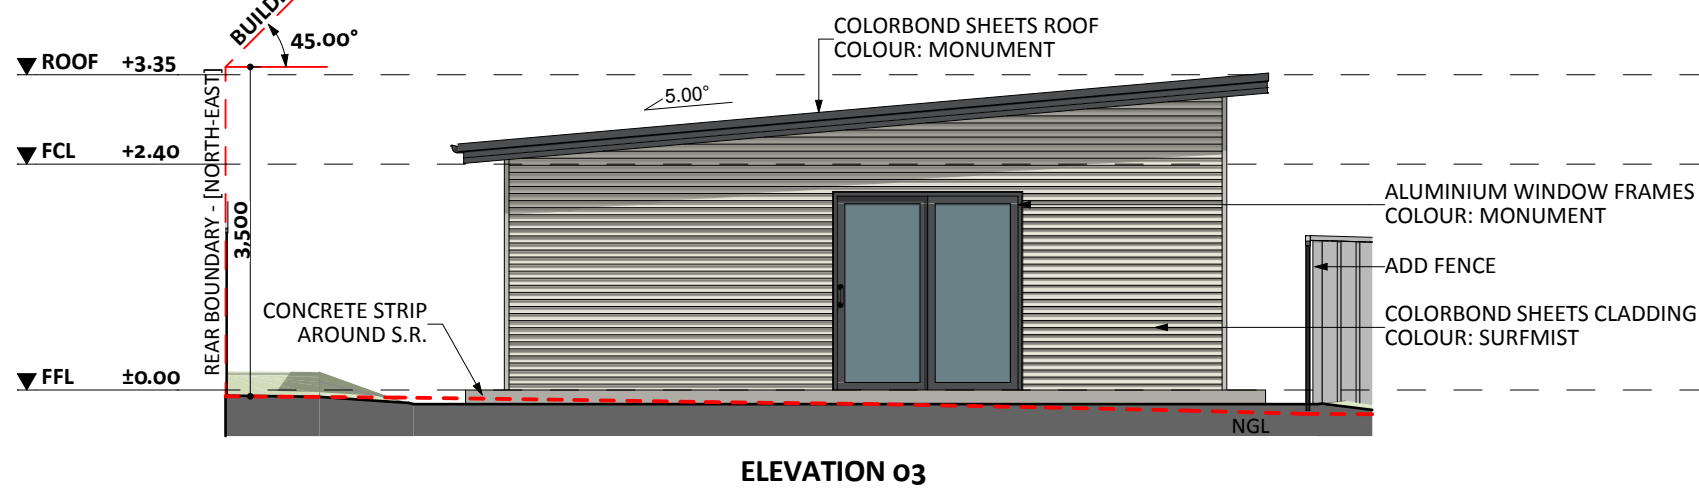 BUILDI
45.00°
ROOF +3.35
COLORBOND SHEETS ROOF
COLOUR: MONUMENT
5.00°
FCL +2.40
REAR BOUNDARY - [NORTH-EAST]
3,500
ALUMINIUM WINDOW FRAMES
COLOUR: MONUMENT
ADD FENCE
CONCRETE STRIP
AROUND S.R.
COLORBOND SHEETS CLADDING
COLOUR: SURFMIST
FFL ±0.00
NGL
ELEVATION 03